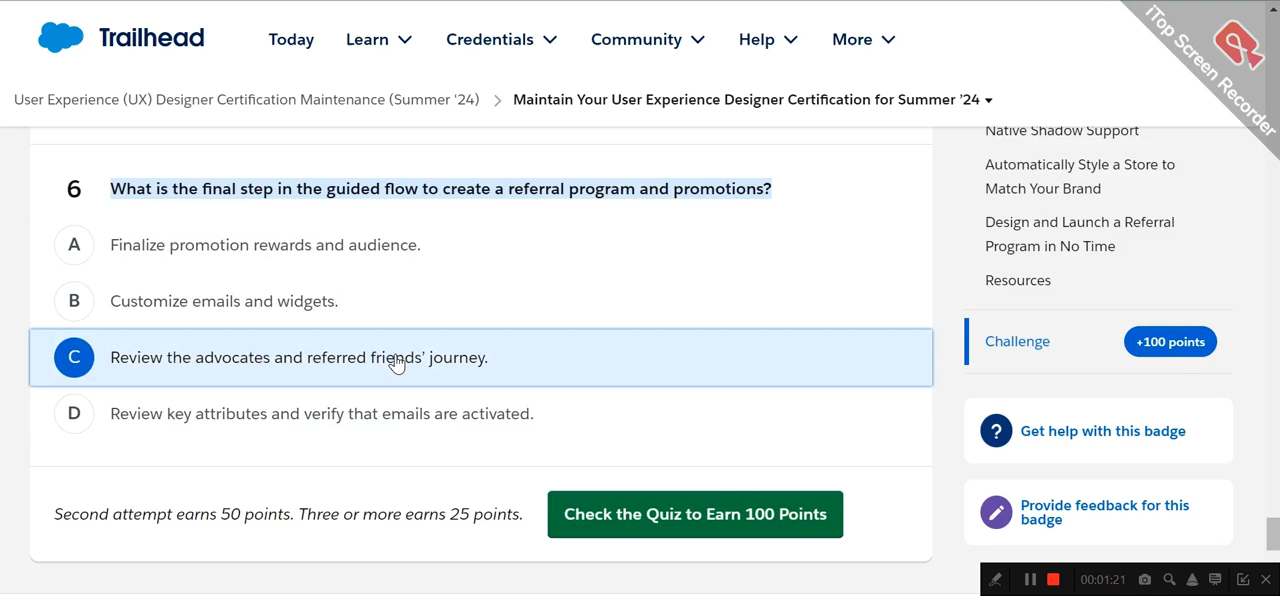 Trailhead
Today
Learn
Credentials
Community
Help
More
iTop Screen Recorder
User Experience (UX) Designer Certification Maintenance (Summer '24)
Maintain Your User Experience Designer Certification for Summer ’24
6
What is the final step in the guided flow to create a referral program and promotions?
A
Finalize promotion rewards and audience.
B
Customize emails and widgets.
C
Review the advocates and referred friends’ journey.
D
Review key attributes and verify that emails are activated.
Second attempt earns 50 points. Three or more earns 25 points.
Check the Quiz to Earn 100 Points
Native Shadow Support
Automatically Style a Store to
Match Your Brand
Design and Launch a Referral
Program in No Time
Resources
Challenge
+100 points
?
Get help with this badge
Provide feedback for this
badge
00:01:21